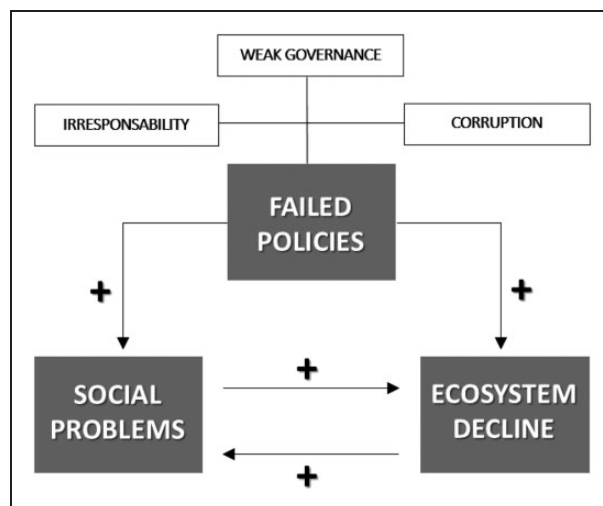 WEAK GOVERNANCE
IRRESPONSABILITY
CORRUPTION
FAILED
POLICIES
+
+
SOCIAL
PROBLEMS
+
ECOSYSTEM
DECLINE
+